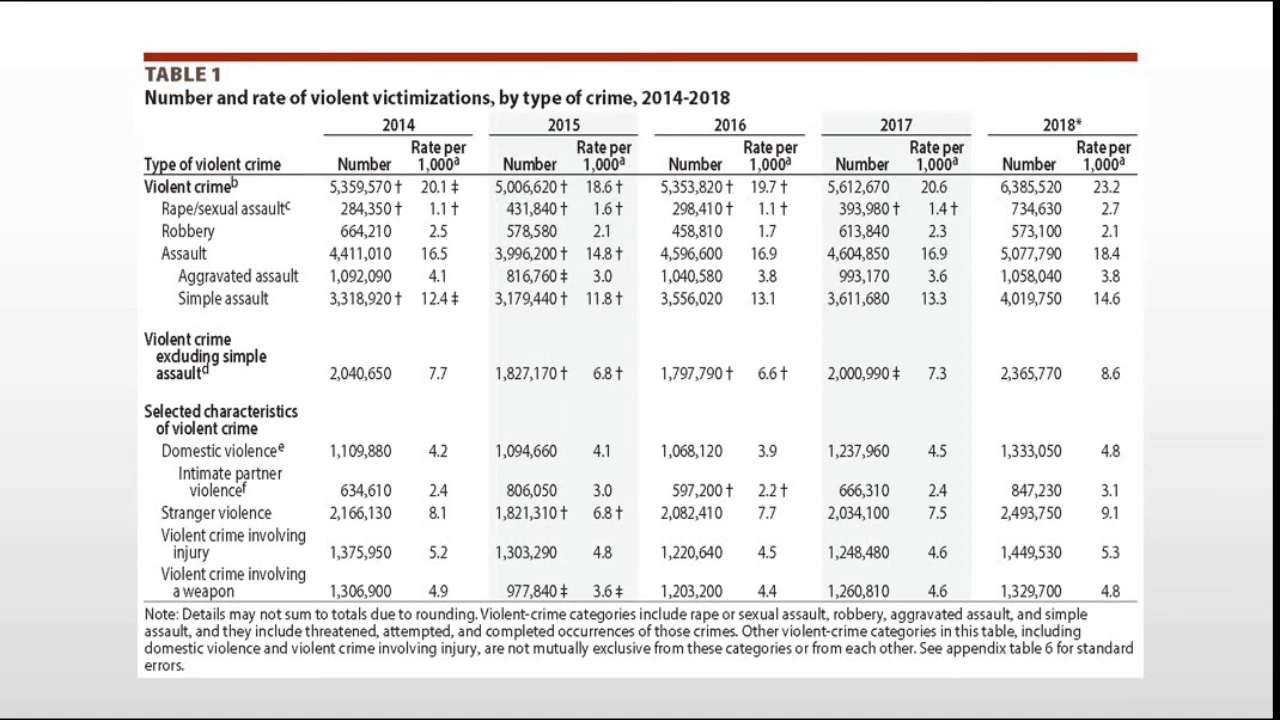 TABLE 1
Number and rate of violent victimizations, by type of crime, 2014-2018
2014 2015 2016 2017 2018*
Rate per Rate per Rate per Rate per Rate per
Type of violent crime Number 1,000a Number 1,000a Number 1,000a Number 1,000a Number 1,000a
Violent crimeb 5,359,570 † 20.1 ‡ 5,006,620 † 18.6 † 5,353,820 † 19.7 † 5,612,670 20.6 6,385,520 23.2
Rape/sexual assaultc 284,350 † 1.1 † 431,840 † 1.6 † 298,410 † 1.1 † 393,980 † 1.4 † 734,630 2.7
Robbery 664,210 2.5 578,580 2.1 458,810 1.7 613,840 2.3 573,100 2.1
Assault 4,411,010 16.5 3,996,200 † 14.8 † 4,596,600 16.9 4,604,850 16.9 5,077,790 18.4
Aggravated assault 1,092,090 4.1 816,760 ‡ 3.0 1,040,580 3.8 993,170 3.6 1,058,040 3.8
Simple assault 3,318,920 † 12.4 ‡ 3,179,440 † 11.8 † 3,556,020 13.1 3,611,680 13.3 4,019,750 14.6
Violent crime
excluding simple
assaultd 2,040,650 7.7 1,827,170 † 6.8 † 1,797,790 † 6.6 † 2,000,990 ‡ 7.3 2,365,770 8.6
Selected characteristics
of violent crime
Domestic violencee 1,109,880 4.2 1,094,660 4.1 1,068,120 3.9 1,237,960 4.5 1,333,050 4.8
Intimate partner
violencef 634,610 2.4 806,050 3.0 597,200 † 2.2 † 666,310 2.4 847,230 3.1
Stranger violence 2,166,130 8.1 1,821,310 † 6.8 † 2,082,410 7.7 2,034,100 7.5 2,493,750 9.1
Violent crime involving
injury 1,375,950 5.2 1,303,290 4.8 1,220,640 4.5 1,248,480 4.6 1,449,530 5.3
Violent crime involving
a weapon 1,306,900 4.9 977,840 ‡ 3.6 ‡ 1,203,200 4.4 1,260,810 4.6 1,329,700 4.8
Note: Details may not sum to totals due to rounding. Violent-crime categories include rape or sexual assault, robbery, aggravated assault, and simple
assault, and they include threatened, attempted, and completed occurrences of those crimes. Other violent-crime categories in this table, including
domestic violence and violent crime involving injury, are not mutually exclusive from these categories or from each other. See appendix table 6 for standard
errors.